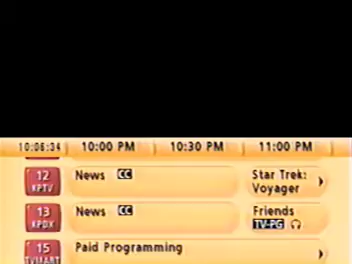 10:06:34 10:00 PM 10:30 PM 11:00 PM
12 KPTV News CC Star Trek: Voyager
13 KPDX News CC Friends TV-PG
15 TVMART Paid Programming